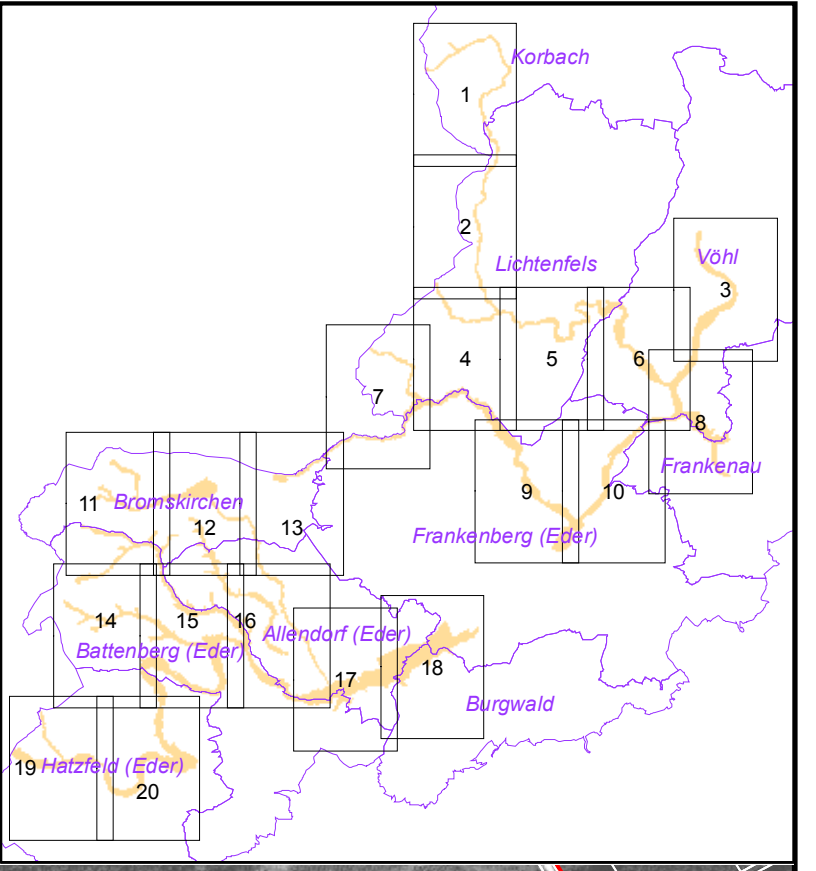 Korbach
1
2
Lichtenfels
Vöhl
3
4
5
6
7
8
Frankenau
9
10
Frankenberg (Eder)
11
Bromskirchen
12
13
14
15
16
Allendorf (Eder)
Battenberg (Eder)
17
18
Burgwald
19
Hatzfeld (Eder)
20